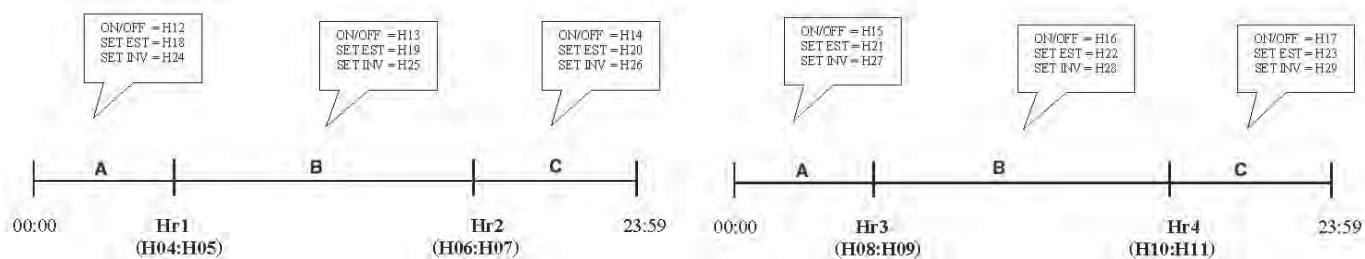 ON/OFF = H12
SET EST = H18
SET INV = H24
ON/OFF = H13
SET EST = H19
SET INV = H25
ON/OFF = H14
SET EST = H20
SET INV = H26
A
B
C
00:00
Hr1
(H04:H05)
Hr2
(H06:H07)
23:59
ON/OFF = H15
SET EST = H21
SET INV = H27
ON/OFF = H16
SET EST = H22
SET INV = H28
ON/OFF = H17
SET EST = H23
SET INV = H29
A
B
C
00:00
Hr3
(H08:H09)
Hr4
(H10:H11)
23:59